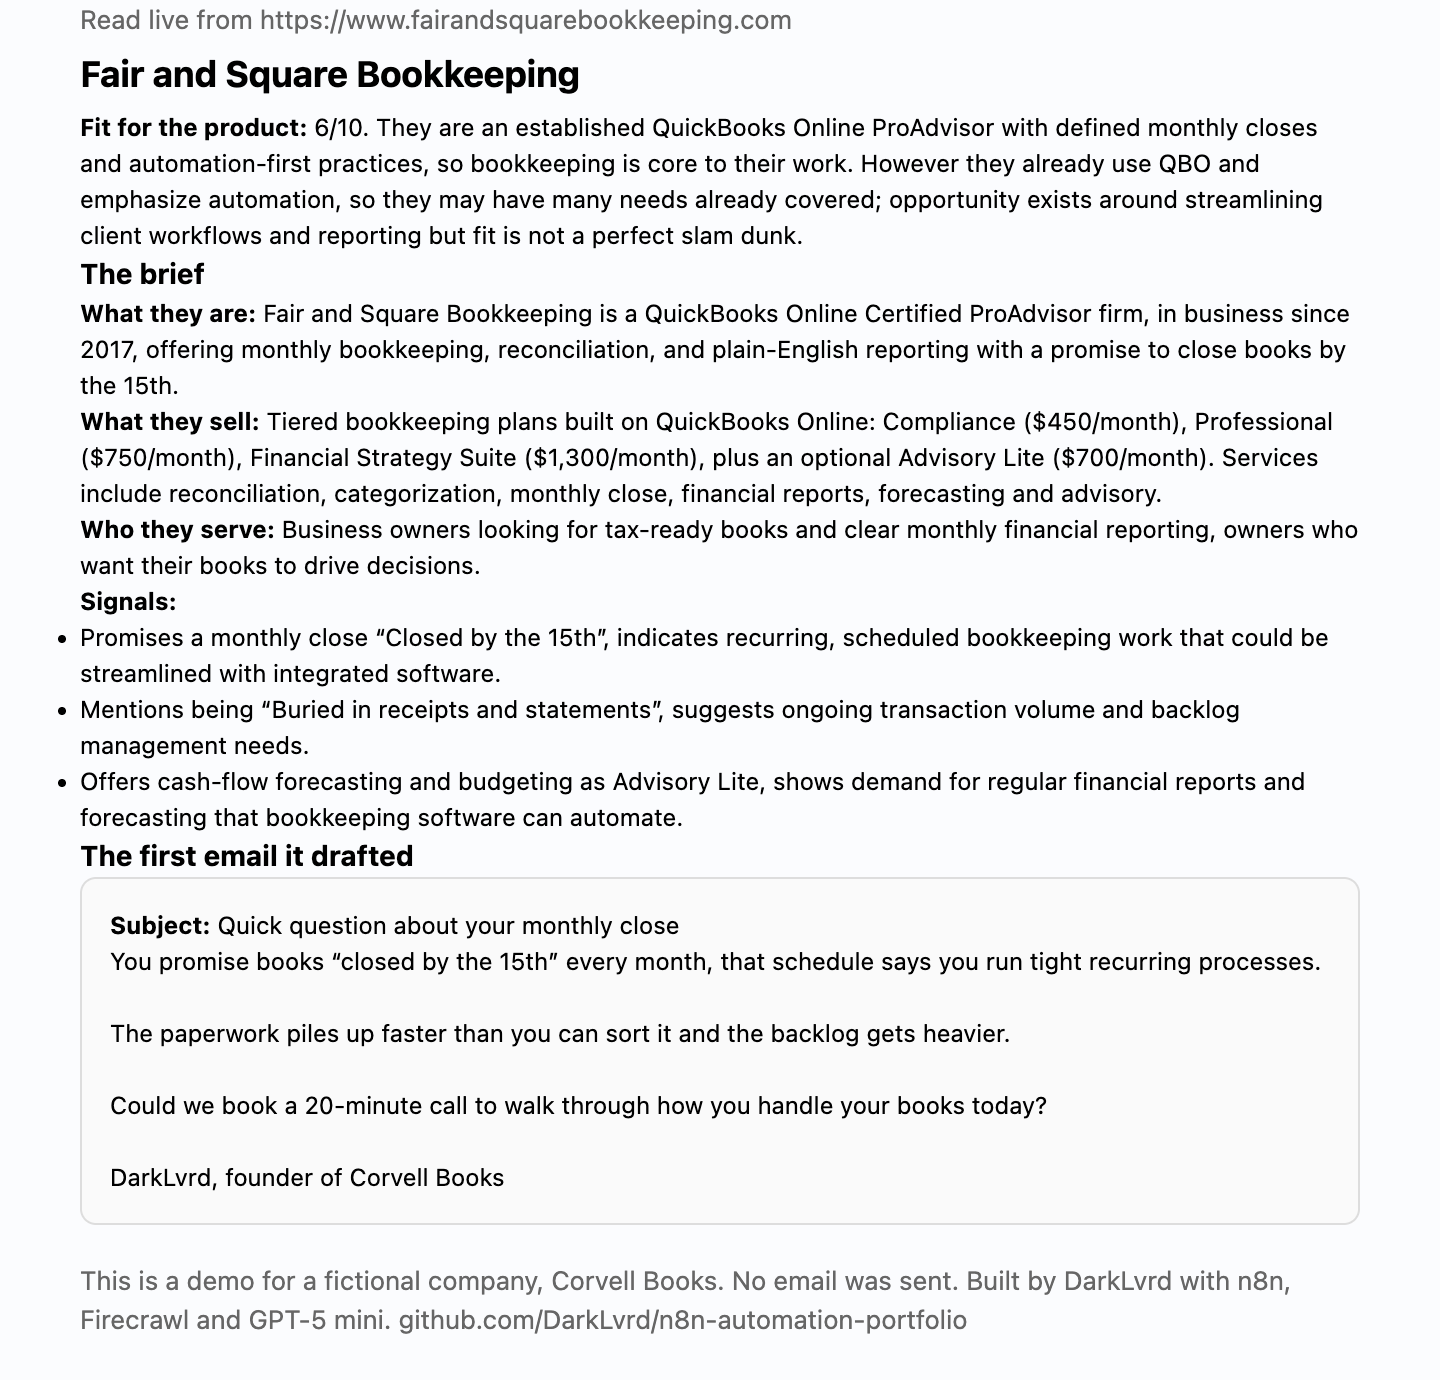 Read live from https://www.fairandsquarebookkeeping.com
Fair and Square Bookkeeping
Fit for the product: 6/10. They are an established QuickBooks Online ProAdvisor with defined monthly closes
and automation-first practices, so bookkeeping is core to their work. However they already use QBO and
emphasize automation, so they may have many needs already covered; opportunity exists around streamlining
client workflows and reporting but fit is not a perfect slam dunk.
The brief
What they are: Fair and Square Bookkeeping is a QuickBooks Online Certified ProAdvisor firm, in business since
2017, offering monthly bookkeeping, reconciliation, and plain-English reporting with a promise to close books by
the 15th.
What they sell: Tiered bookkeeping plans built on QuickBooks Online: Compliance ($450/month), Professional
($750/month), Financial Strategy Suite ($1,300/month), plus an optional Advisory Lite ($700/month). Services
include reconciliation, categorization, monthly close, financial reports, forecasting and advisory.
Who they serve: Business owners looking for tax-ready books and clear monthly financial reporting, owners who
want their books to drive decisions.
Signals:
• Promises a monthly close “Closed by the 15th”, indicates recurring, scheduled bookkeeping work that could be
streamlined with integrated software.
• Mentions being “Buried in receipts and statements”, suggests ongoing transaction volume and backlog
management needs.
• Offers cash-flow forecasting and budgeting as Advisory Lite, shows demand for regular financial reports and
forecasting that bookkeeping software can automate.
The first email it drafted
Subject: Quick question about your monthly close
You promise books “closed by the 15th” every month, that schedule says you run tight recurring processes.
The paperwork piles up faster than you can sort it and the backlog gets heavier.
Could we book a 20-minute call to walk through how you handle your books today?
DarkLvrd, founder of Corvell Books
This is a demo for a fictional company, Corvell Books. No email was sent. Built by DarkLvrd with n8n,
Firecrawl and GPT-5 mini. github.com/DarkLvrd/n8n-automation-portfolio